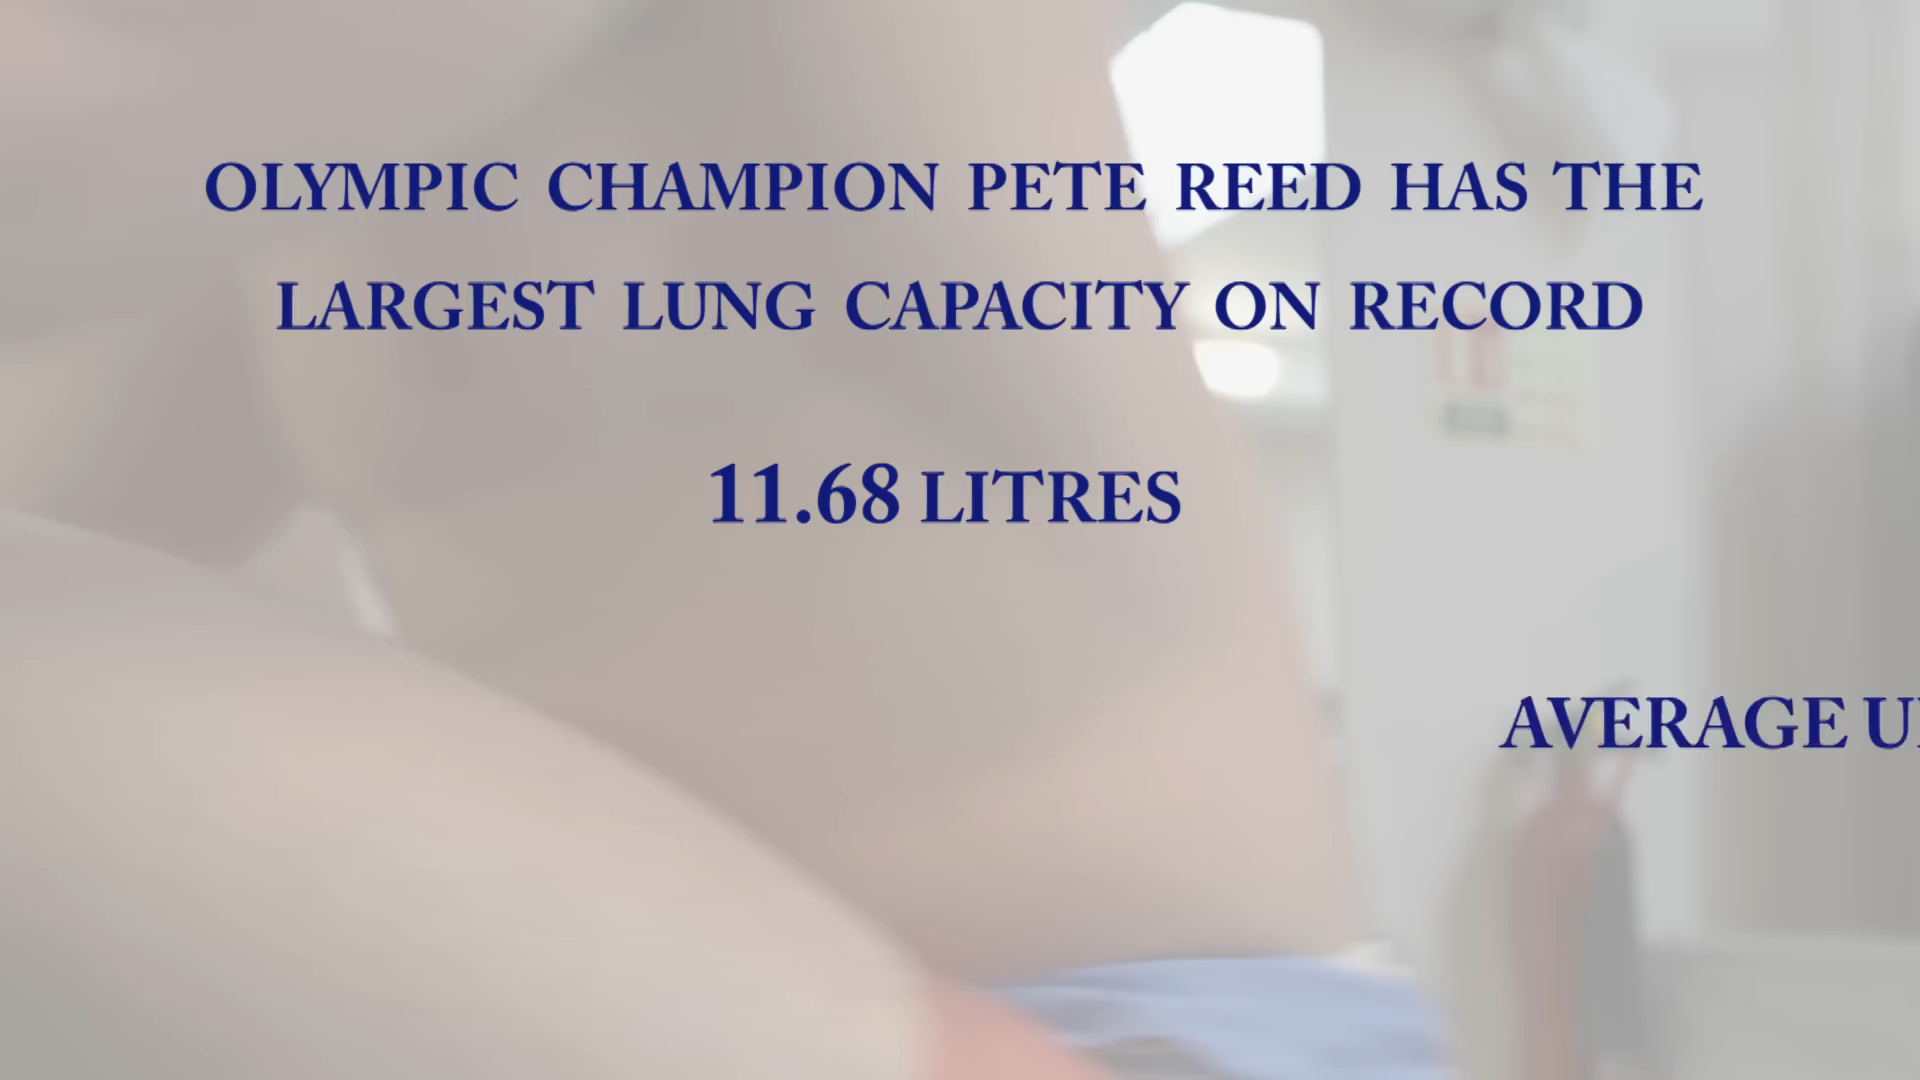 OLYMPIC CHAMPION PETE REED HAS THE
LARGEST LUNG CAPACITY ON RECORD
11.68 LITRES
AVERAGE